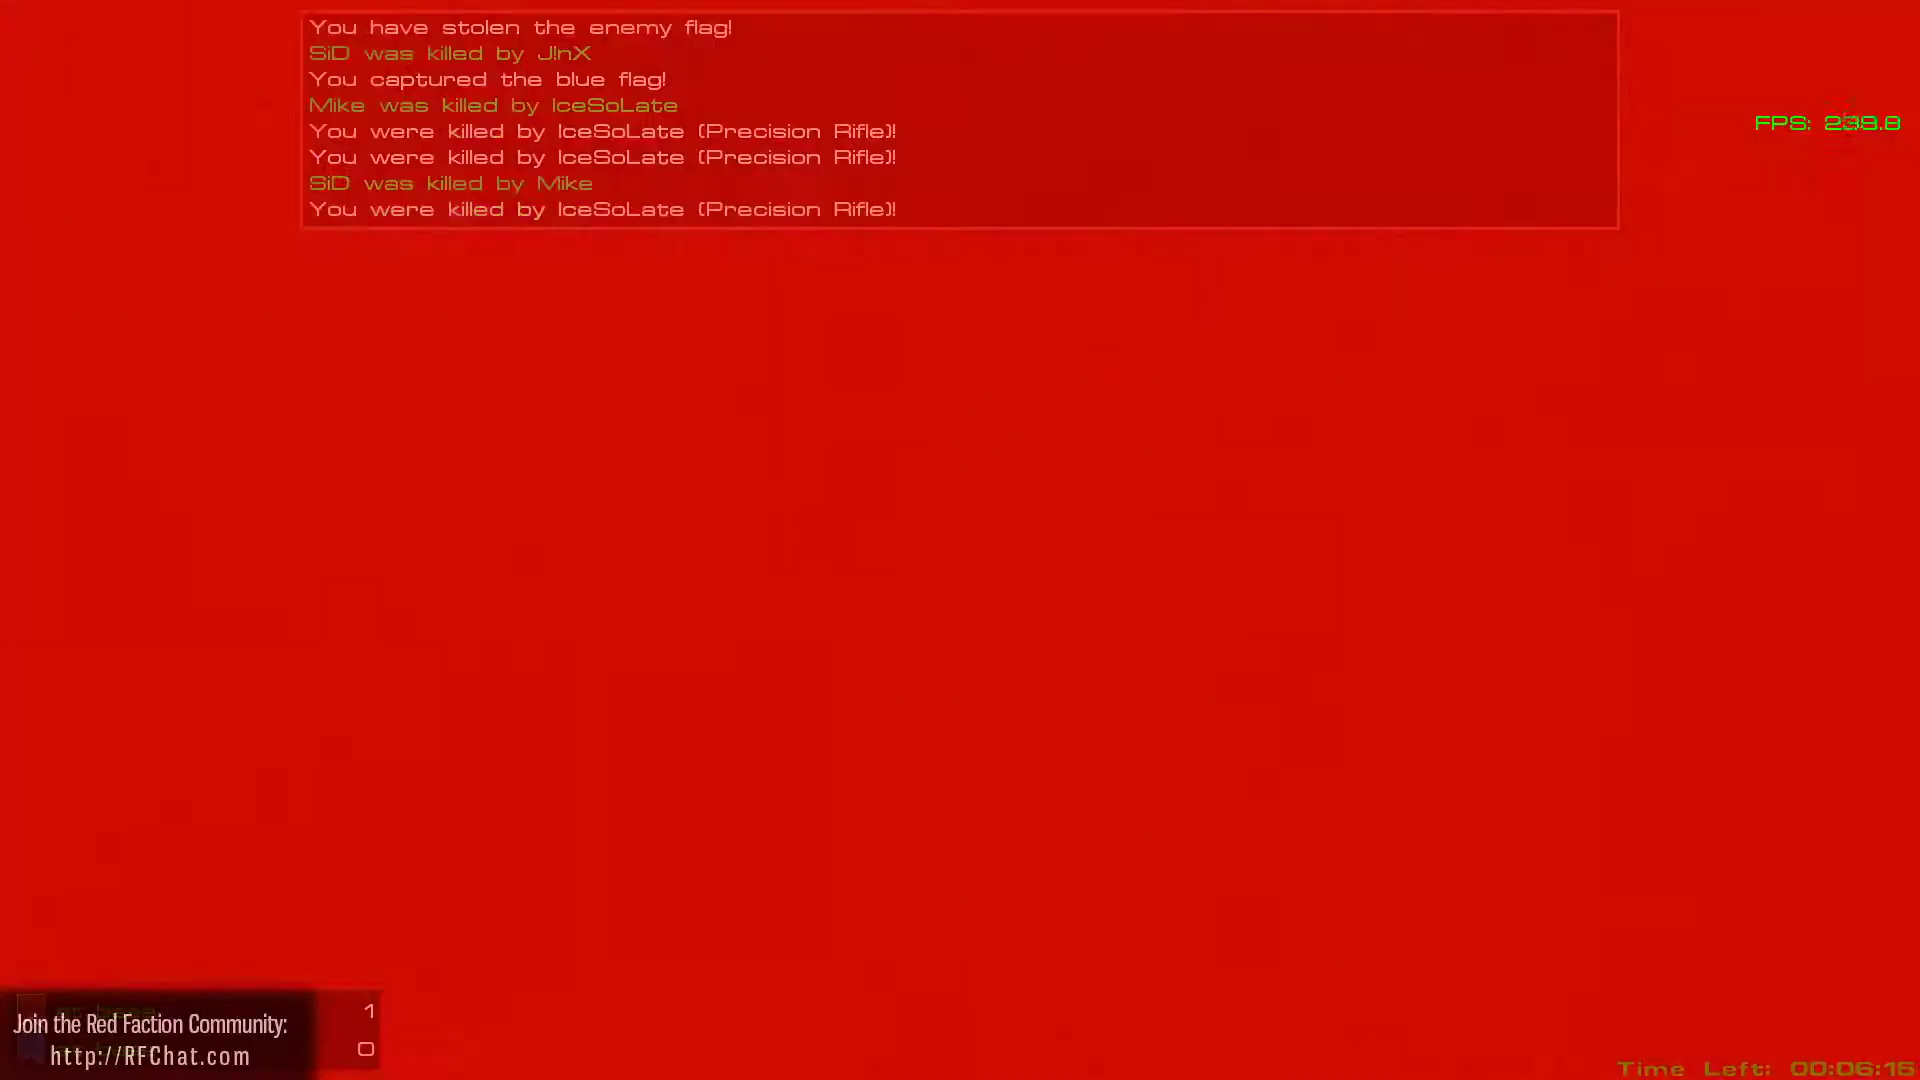 You have stolen the enemy flag!
SiD was killed by J!nX
You captured the blue flag!
Mike was killed by IceSoLate
You were killed by IceSoLate (Precision Rifle)!
You were killed by IceSoLate (Precision Rifle)!
SiD was killed by Mike
You were killed by IceSoLate (Precision Rifle)!
FPS: 239.8
1
0
Join the Red Faction Community:
http://RFChat.com
Time Left: 00:06:15